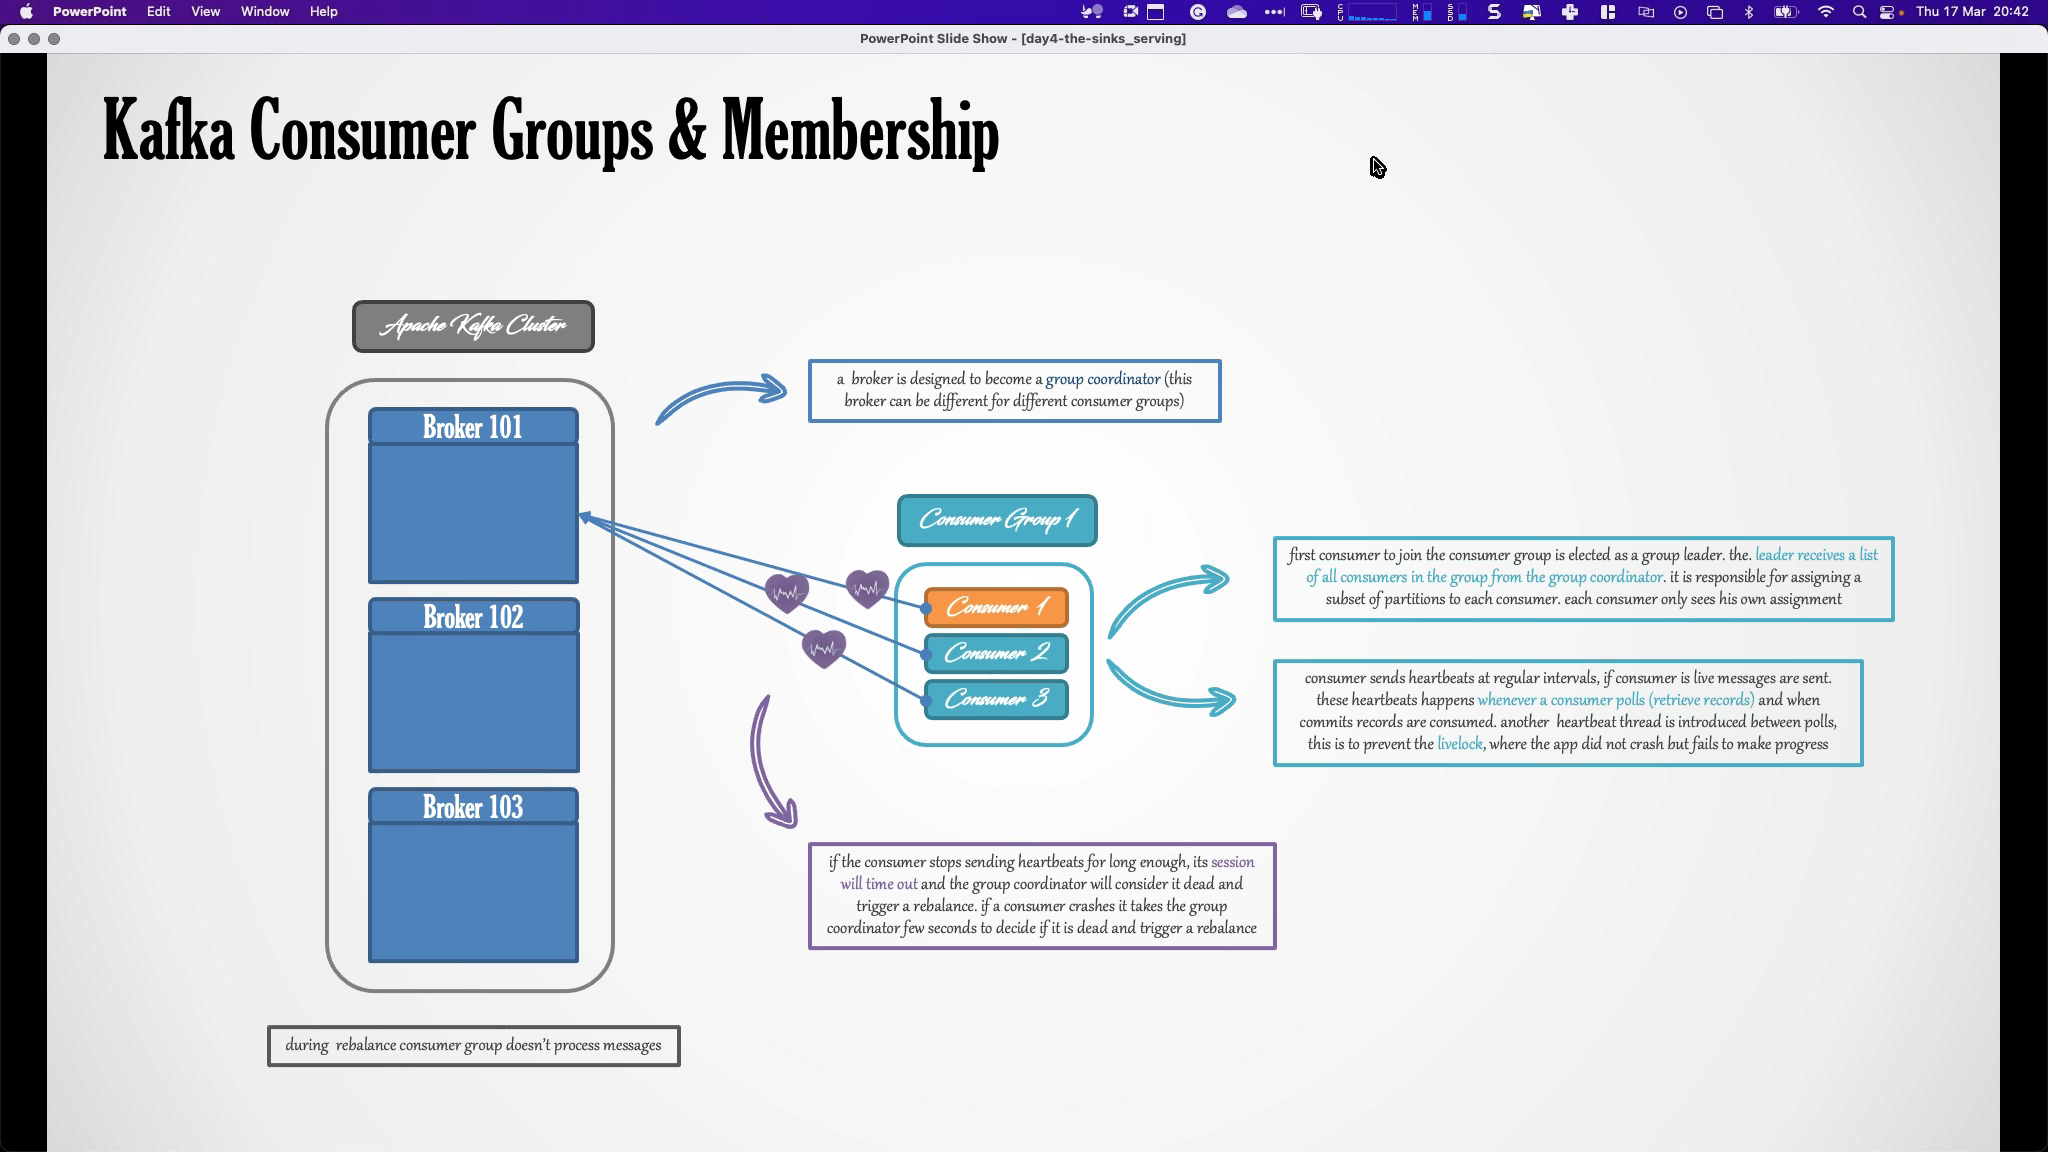 PowerPoint Edit View Window Help Thu 17 Mar 20:42
PowerPoint Slide Show - [day4-the-sinks_serving]
Kafka Consumer Groups & Membership
Apache Kafka Cluster
a broker is designed to become a group coordinator (this
broker can be different for different consumer groups)
Broker 101
Consumer Group 1
first consumer to join the consumer group is elected as a group leader. the. leader receives a list
of all consumers in the group from the group coordinator. it is responsible for assigning a
subset of partitions to each consumer. each consumer only sees his own assignment
Consumer 1
Broker 102
Consumer 2
Consumer 3
consumer sends heartbeats at regular intervals, if consumer is live messages are sent.
these heartbeats happens whenever a consumer polls (retrieve records) and when
commits records are consumed. another heartbeat thread is introduced between polls,
this is to prevent the livelock, where the app did not crash but fails to make progress
Broker 103
if the consumer stops sending heartbeats for long enough, its session
will time out and the group coordinator will consider it dead and
trigger a rebalance. if a consumer crashes it takes the group
coordinator few seconds to decide if it is dead and trigger a rebalance
during rebalance consumer group doesn't process messages